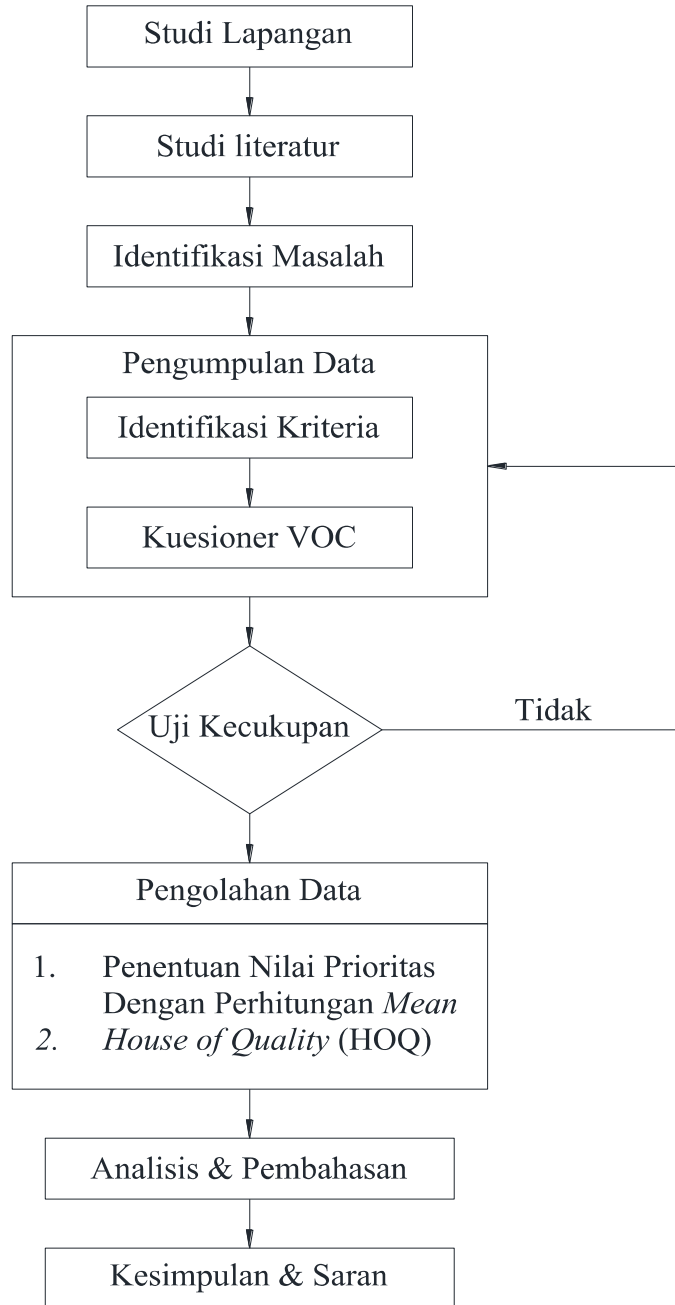 Studi Lapangan
Studi literatur
Identifikasi Masalah
Pengumpulan Data
Identifikasi Kriteria
Kuesioner VOC
Uji Kecukupan
Tidak
Pengolahan Data
1. Penentuan Nilai Prioritas
Dengan Perhitungan Mean
2. House of Quality (HOQ)
Analisis & Pembahasan
Kesimpulan & Saran